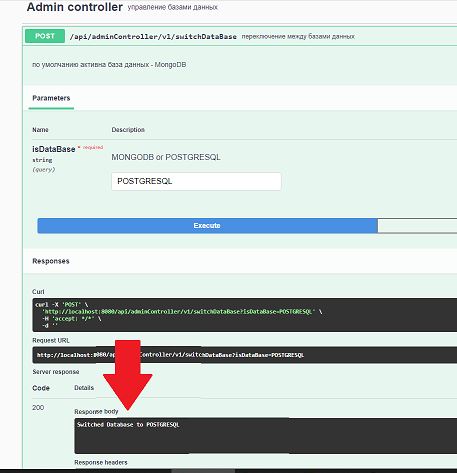 Admin controller управление базами данных
POST /api/adminController/v1/switchDataBase переключение между базами данных
по умолчанию активна база данных - MongoDB
Parameters
Name Description
isDataBase * required
string
(query)
MONGODB or POSTGRESQL
POSTGRESQL
Execute
Responses
Curl
curl -X 'POST' \
'http://localhost:8080/api/adminController/v1/switchDataBase?isDataBase=POSTGRESQL' \
-H 'accept: */*' \
-d ''
Request URL
http://localhost:8080/api/adminController/v1/switchDataBase?isDataBase=POSTGRESQL
Server response
Code Details
200
Response body
Switched Database to POSTGRESQL
Response headers